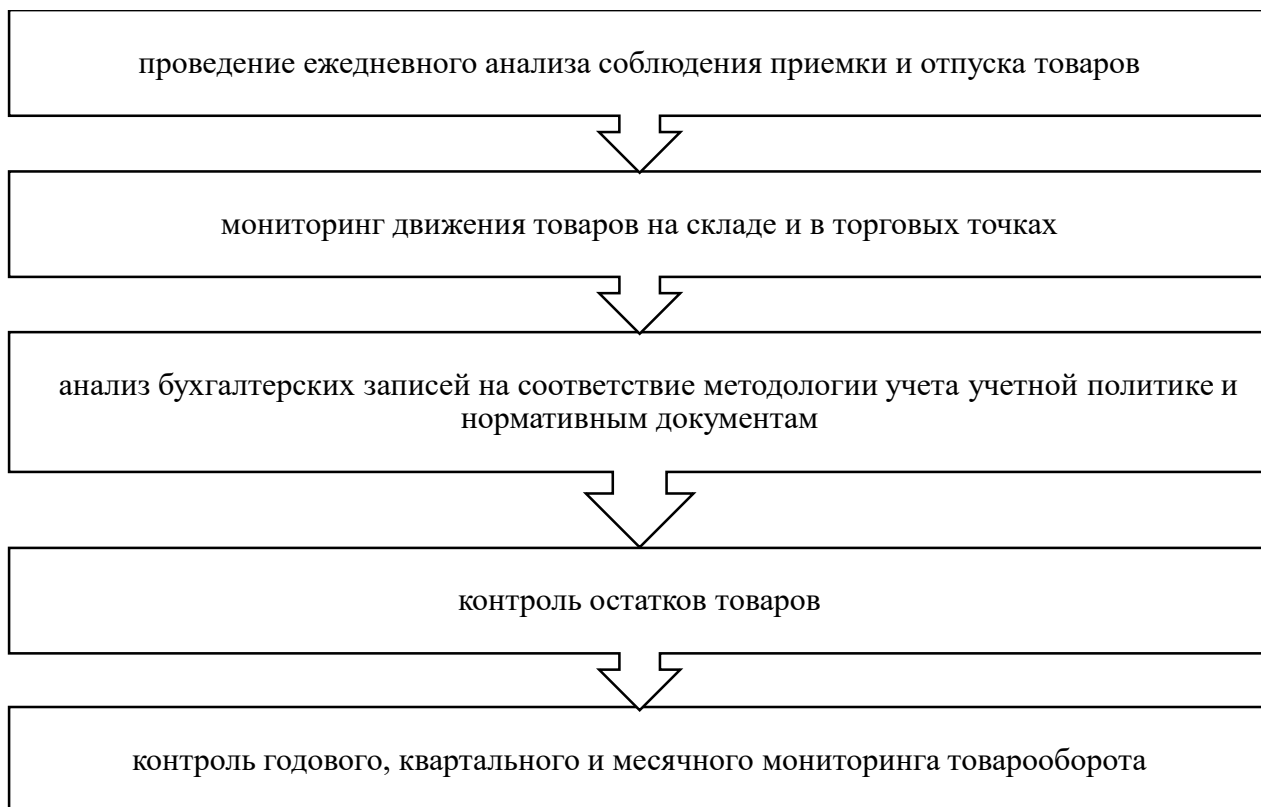 проведение ежедневного анализа соблюдения приемки и отпуска товаров
мониторинг движения товаров на складе и в торговых точках
анализ бухгалтерских записей на соответствие методологии учета учетной политике и
нормативным документам
контроль остатков товаров
контроль годового, квартального и месячного мониторинга товарооборота